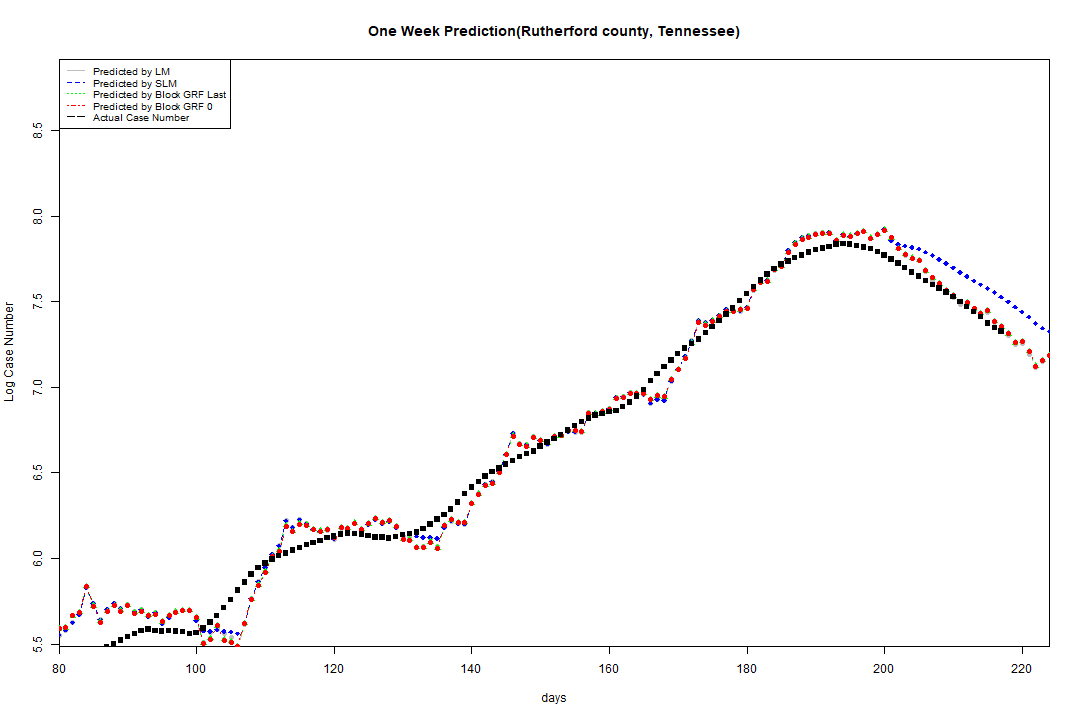 One Week Prediction(Rutherford county, Tennessee)
Predicted by LM
Predicted by SLM
Predicted by Block GRF Last
Predicted by Block GRF 0
Actual Case Number
Log Case Number
8.5
8.0
7.5
7.0
6.5
6.0
5.5
80 100 120 140 160 180 200 220
days